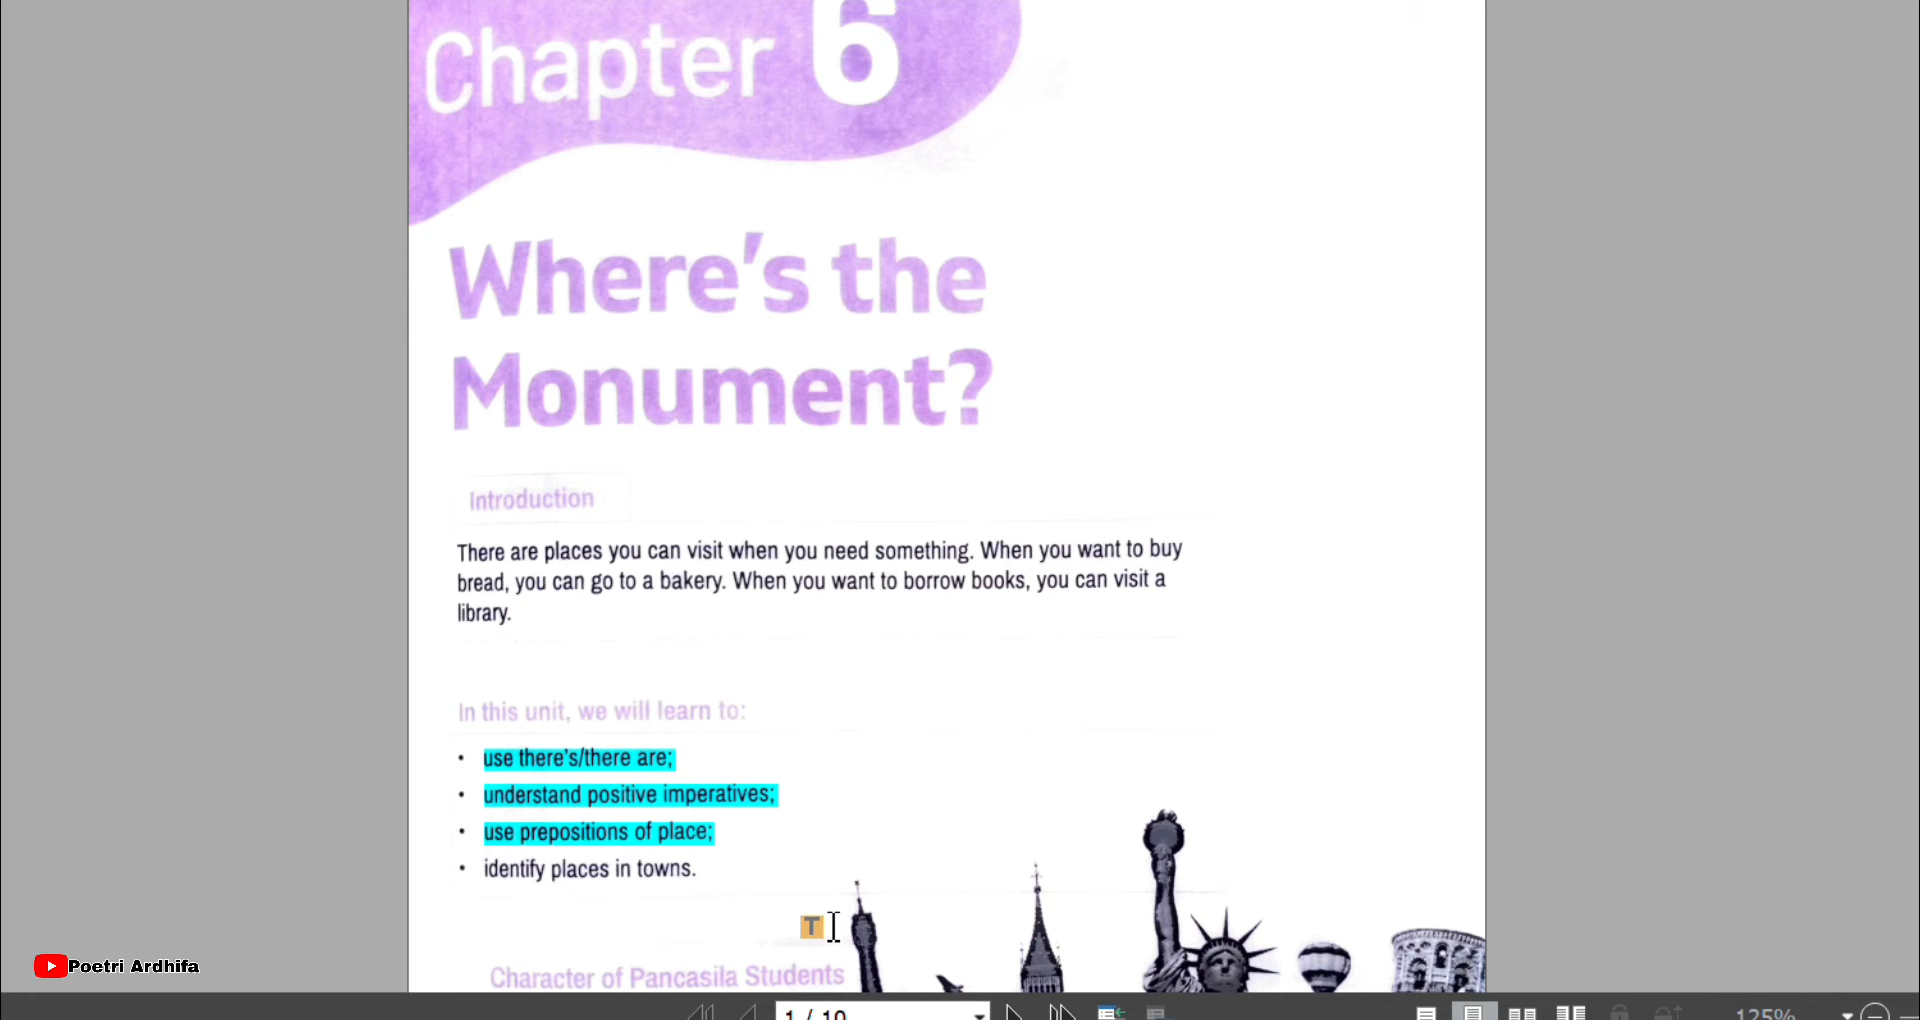 Chapter 6
Where's the
Monument?
Introduction
There are places you can visit when you need something. When you want to buy
bread, you can go to a bakery. When you want to borrow books, you can visit a
library.
In this unit, we will learn to:
• use there's/there are;
• understand positive imperatives;
• use prepositions of place;
• identify places in towns.
T
Character of Pancasila Students
Poetri Ardhifa
1 / 10
125%